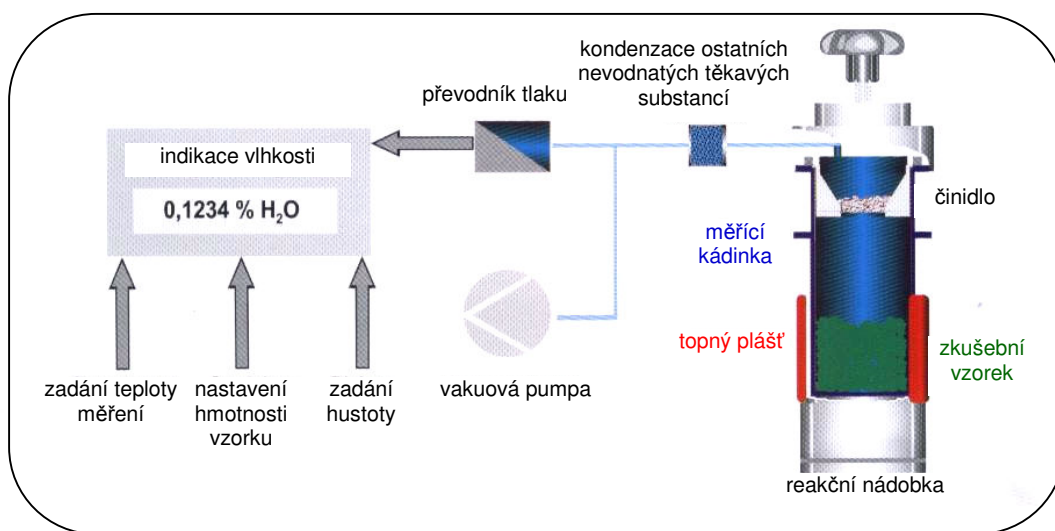 kondenzace ostatních
nevodnatých těkavých
substancí
převodník tlaku
indikace vlhkosti
0,1234 % H₂O
činidlo
měřící
kádinka
topný plášť
zkušební
vzorek
zadání teploty
měření
nastavení
hmotnosti
vzorku
zadání
hustoty
vakuová pumpa
reakční nádobka